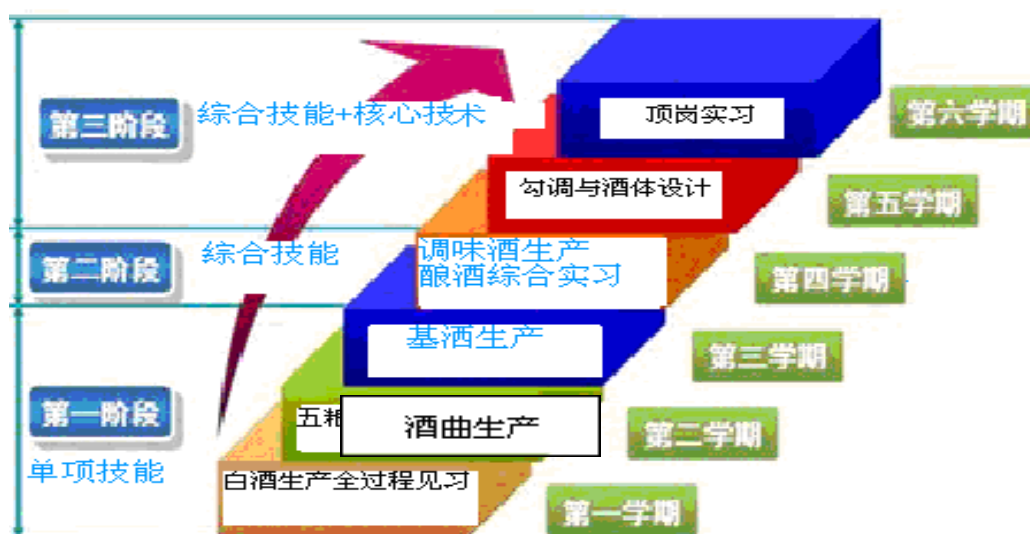 第三阶段
综合技能+核心技术
顶岗实习
第六学期
勾调与酒体设计
第五学期
第二阶段
综合技能
调味酒生产
酿酒综合实习
第四学期
基洒生产
第三学期
第一阶段
单项技能
五粮
酒曲生产
第二学期
白酒生产全过程见习
第一学期